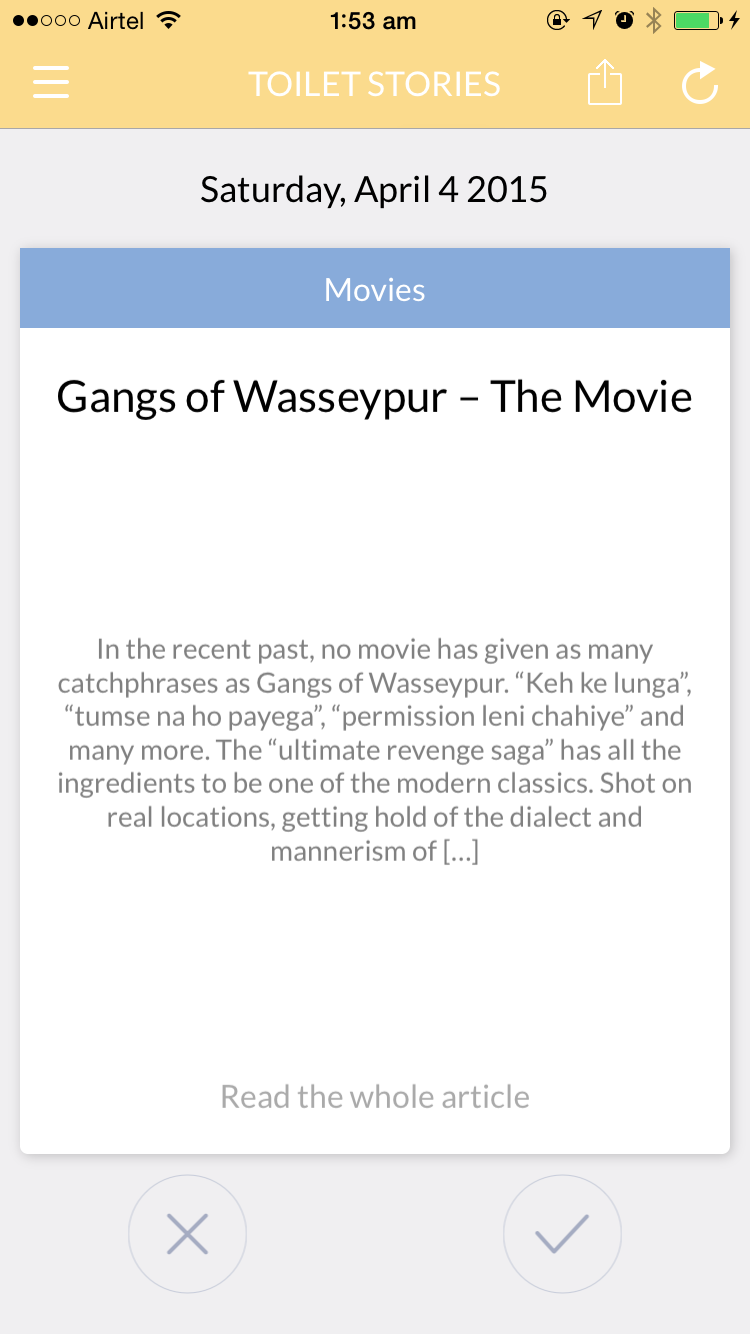 Airtel 1:53 am
TOILET STORIES
Saturday, April 4 2015
Movies
Gangs of Wasseypur – The Movie
In the recent past, no movie has given as many
catchphrases as Gangs of Wasseypur. “Keh ke lunga”,
“tumse na ho payega”, “permission leni chahiye” and
many more. The “ultimate revenge saga” has all the
ingredients to be one of the modern classics. Shot on
real locations, getting hold of the dialect and
mannerism of [...]
Read the whole article